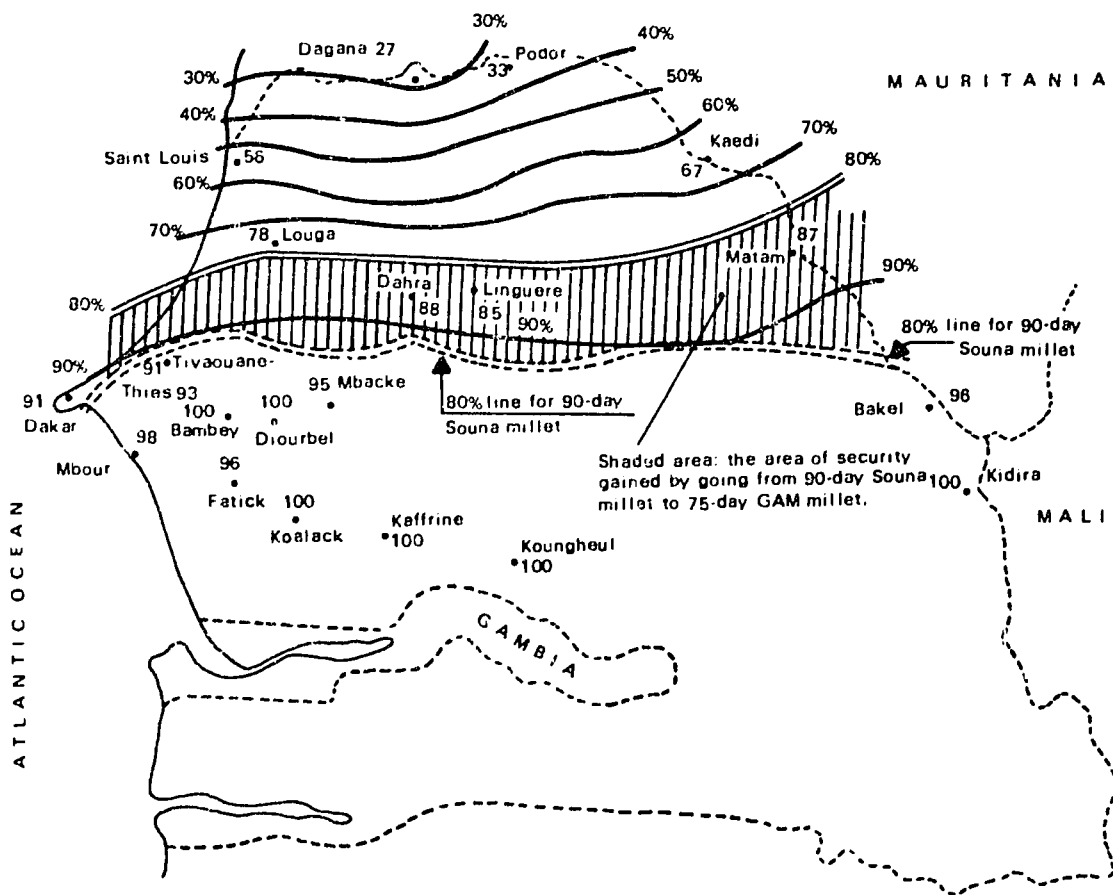 30%
40%
Dagana 27
Podor
33
30%
50%
MAURITANIA
40%
60%
70%
Saint Louis
56
Kaedi
67
80%
60%
70%
78 Louga
87
Matam
90%
Dahra
88
Linguere
85
90%
80%
80% line for 90-day
Souna millet
90%
91
Tivaouane
Thies 93
95 Mbacke
91
Dakar
100
Bambey
100
Diourbel
80% line for 90-day
Souna millet
96
Bakel
98
Mbour
96
Fatick
Shaded area: the area of security
gained by going from 90-day Souna
millet to 75-day GAM millet.
100
Kidira
100
Koalack
Kaffrine
100
MALI
Koungheul
100
ATLANTIC OCEAN
GAMBIA